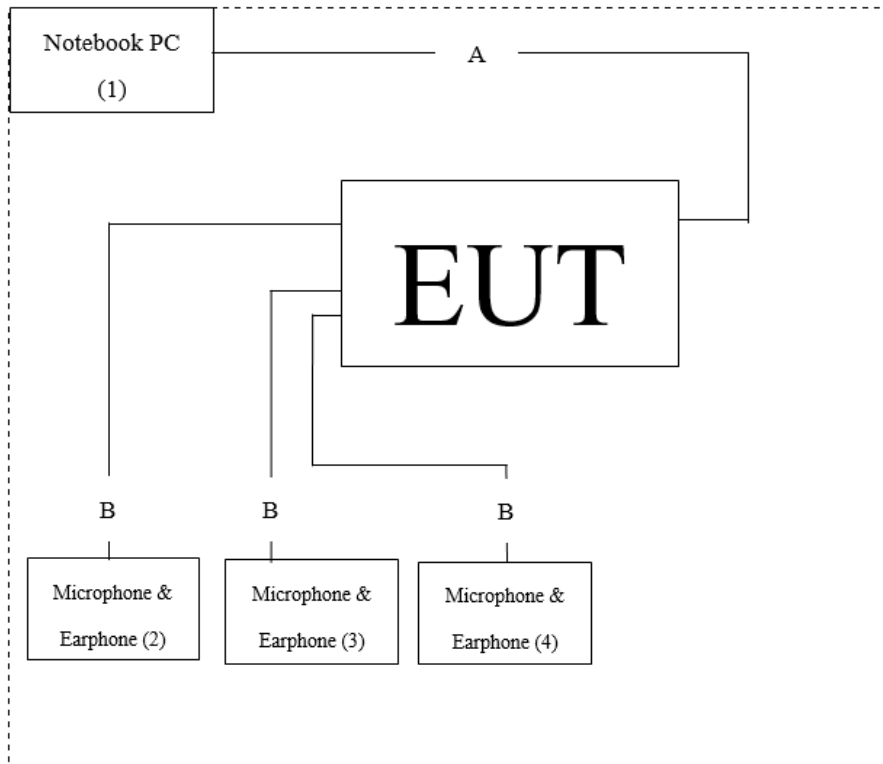 Notebook PC
(1)
A
EUT
B
B
B
Microphone &
Earphone (2)
Microphone &
Earphone (3)
Microphone &
Earphone (4)